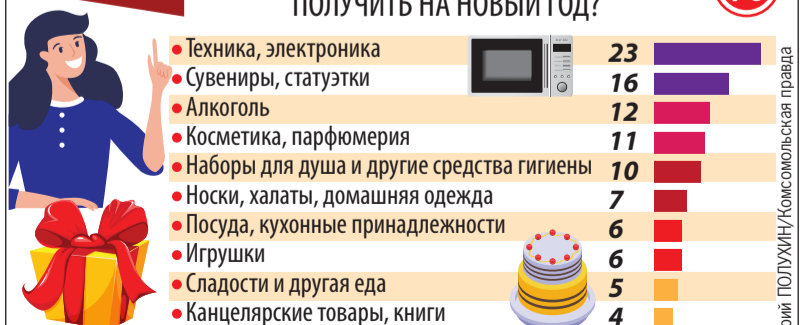 ПОЛУЧИТЬ НА НОВЫЙ ГОД?
• Техника, электроника 23
• Сувениры, статуэтки 16
• Алкоголь 12
• Косметика, парфюмерия 11
• Наборы для душа и другие средства гигиены 10
• Носки, халаты, домашняя одежда 7
• Посуда, кухонные принадлежности 6
• Игрушки 6
• Сладости и другая еда 5
• Канцелярские товары, книги 4
ПОЛУХИН/Комсомольская правда